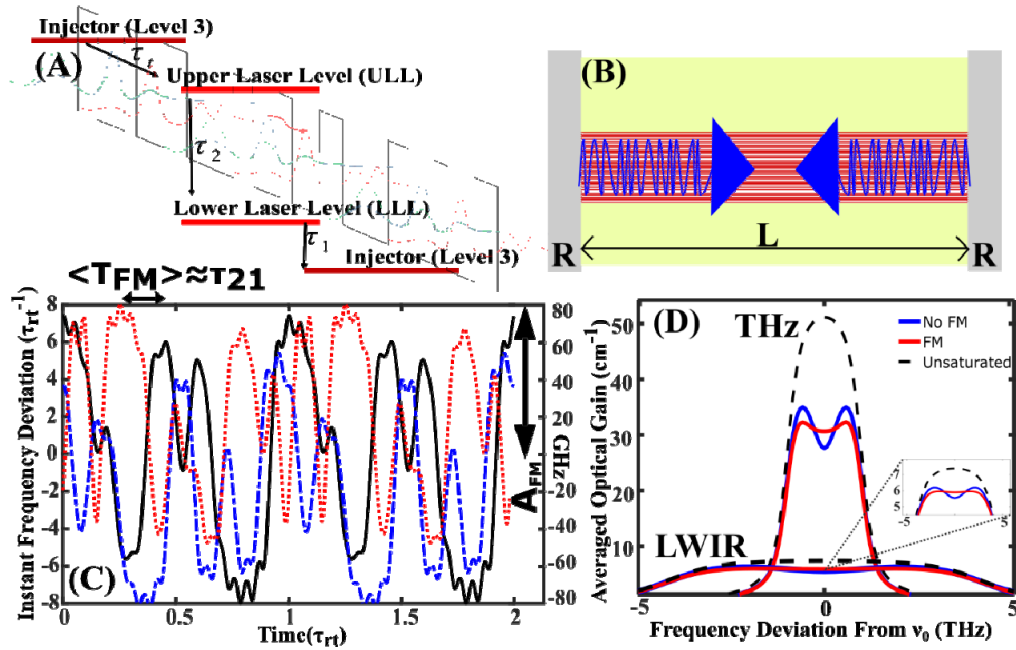 Injector (Level 3)
(A)
τt
Upper Laser Level (ULL)
τ2
Lower Laser Level (LLL)
τ1
Injector (Level 3)
(B)
L
R
R
<TFM>≈τ21
Instant Frequency Deviation (τrt-1)
8
6
4
2
0
-2
-4
-6
-8
(C)
0
0.5
1
1.5
2
Time(τrt)
80
60
40
20
GHz
-20
-40
-60
-80
AFM
(D)
THz
No FM
FM
Unsaturated
Averaged Optical Gain (cm-1)
50
40
30
20
10
LWIR
7
6
5
-5
5
-5
0
5
Frequency Deviation From ν0 (THz)